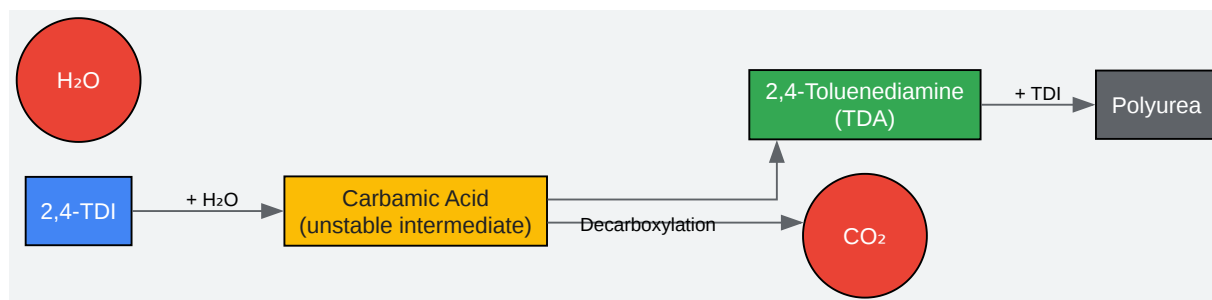 H₂O
2,4-TDI
+ H₂O
Carbamic Acid
(unstable intermediate)
Decarboxylation
2,4-Toluenediamine
(TDA)
CO₂
+ TDI
Polyurea